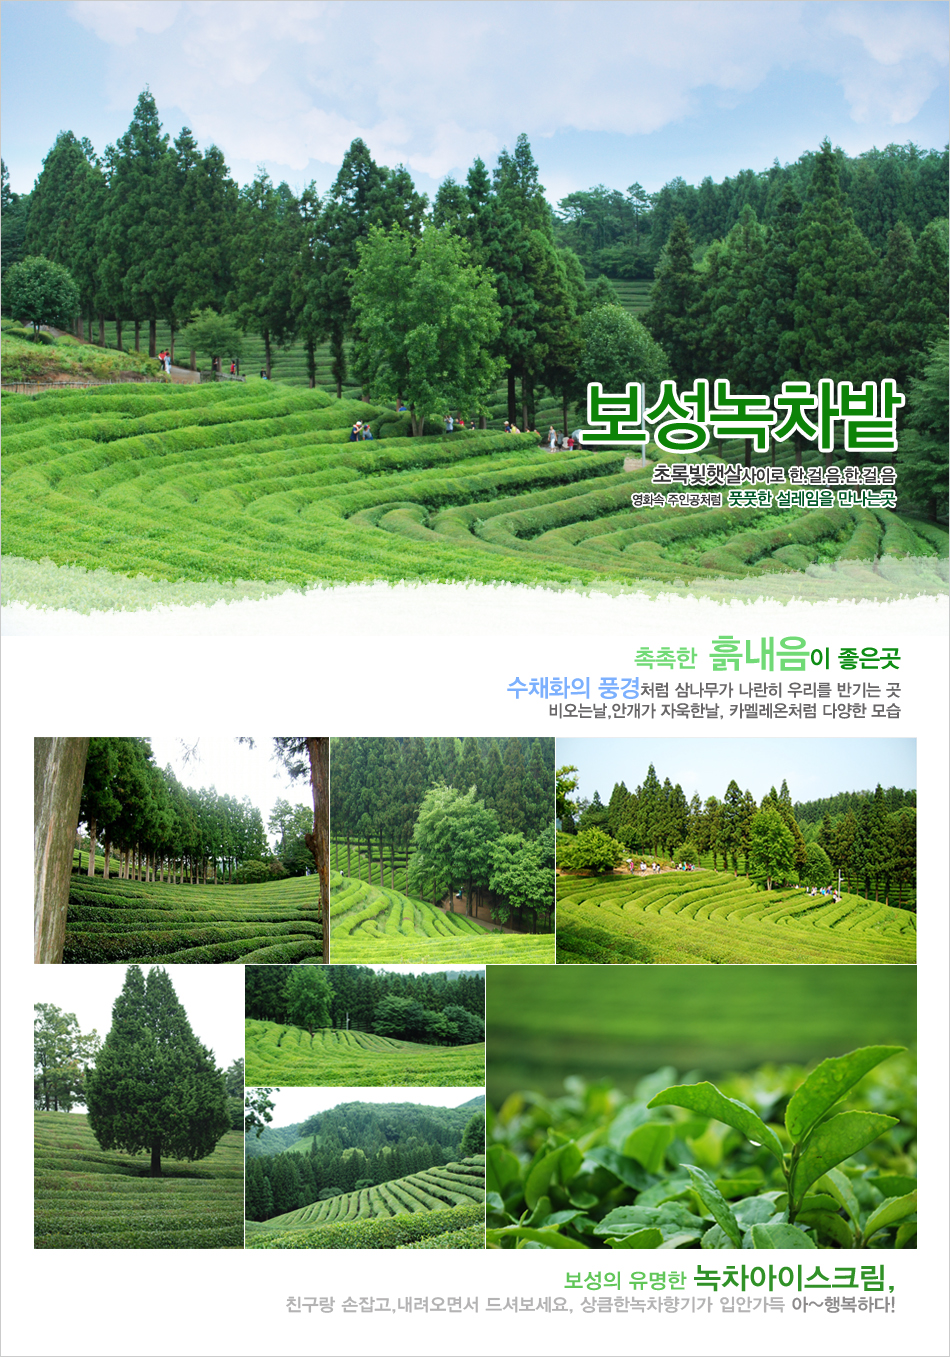 보성녹차밭
초록빛햇살사이로 한.걸.음.한.걸.음
영화속 주인공처럼 풋풋한 설레임을 만나는곳
촉촉한 흙내음이 좋은곳
수채화의 풍경처럼 삼나무가 나란히 우리를 반기는 곳
비오는날,안개가 자욱한날, 카멜레온처럼 다양한 모습
보성의 유명한 녹차아이스크림,
친구랑 손잡고,내려오면서 드셔보세요, 상큼한녹차향기가 입안가득 아~행복하다!